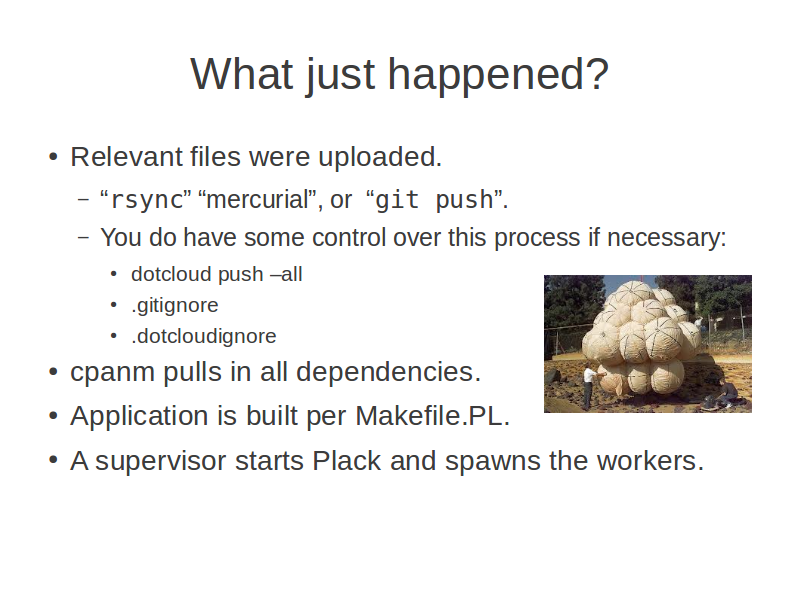 What just happened?
• Relevant files were uploaded.
– “rsync” “mercurial”, or “git push”.
– You do have some control over this process if necessary:
• dotcloud push –all
• .gitignore
• .dotcloudignore
• cpanm pulls in all dependencies.
• Application is built per Makefile.PL.
• A supervisor starts Plack and spawns the workers.